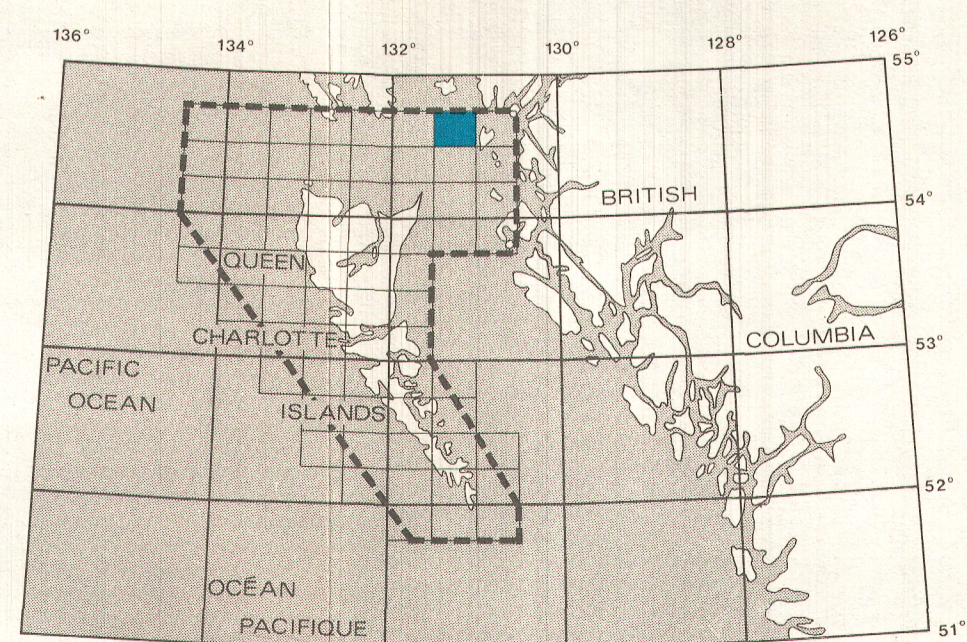 136°
134°
132°
130°
128°
126°
55°
BRITISH
54°
QUEEN
CHARLOTTE
COLUMBIA
53°
PACIFIC
OCEAN
ISLANDS
52°
OCÉAN
PACIFIQUE
51°